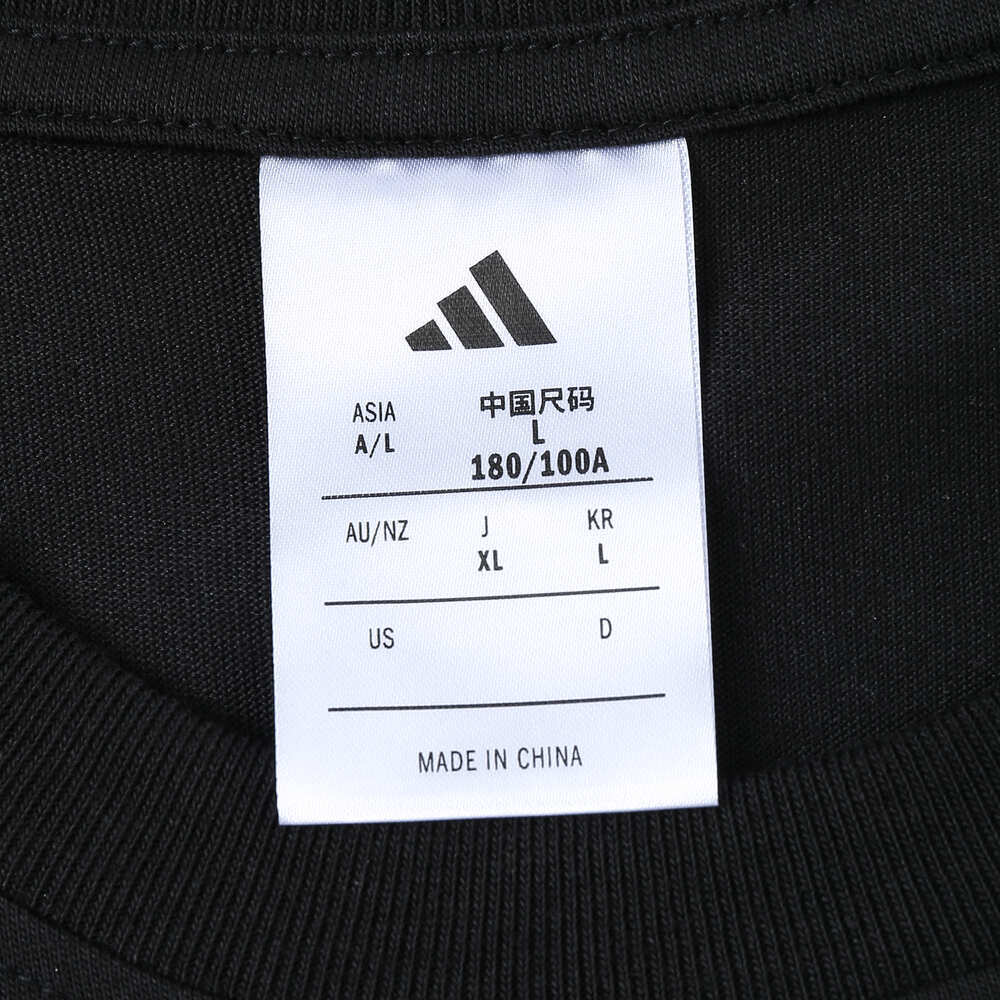 ASIA 中国尺码
A/L L
180/100A
AU/NZ J KR
XL L
US D
MADE IN CHINA